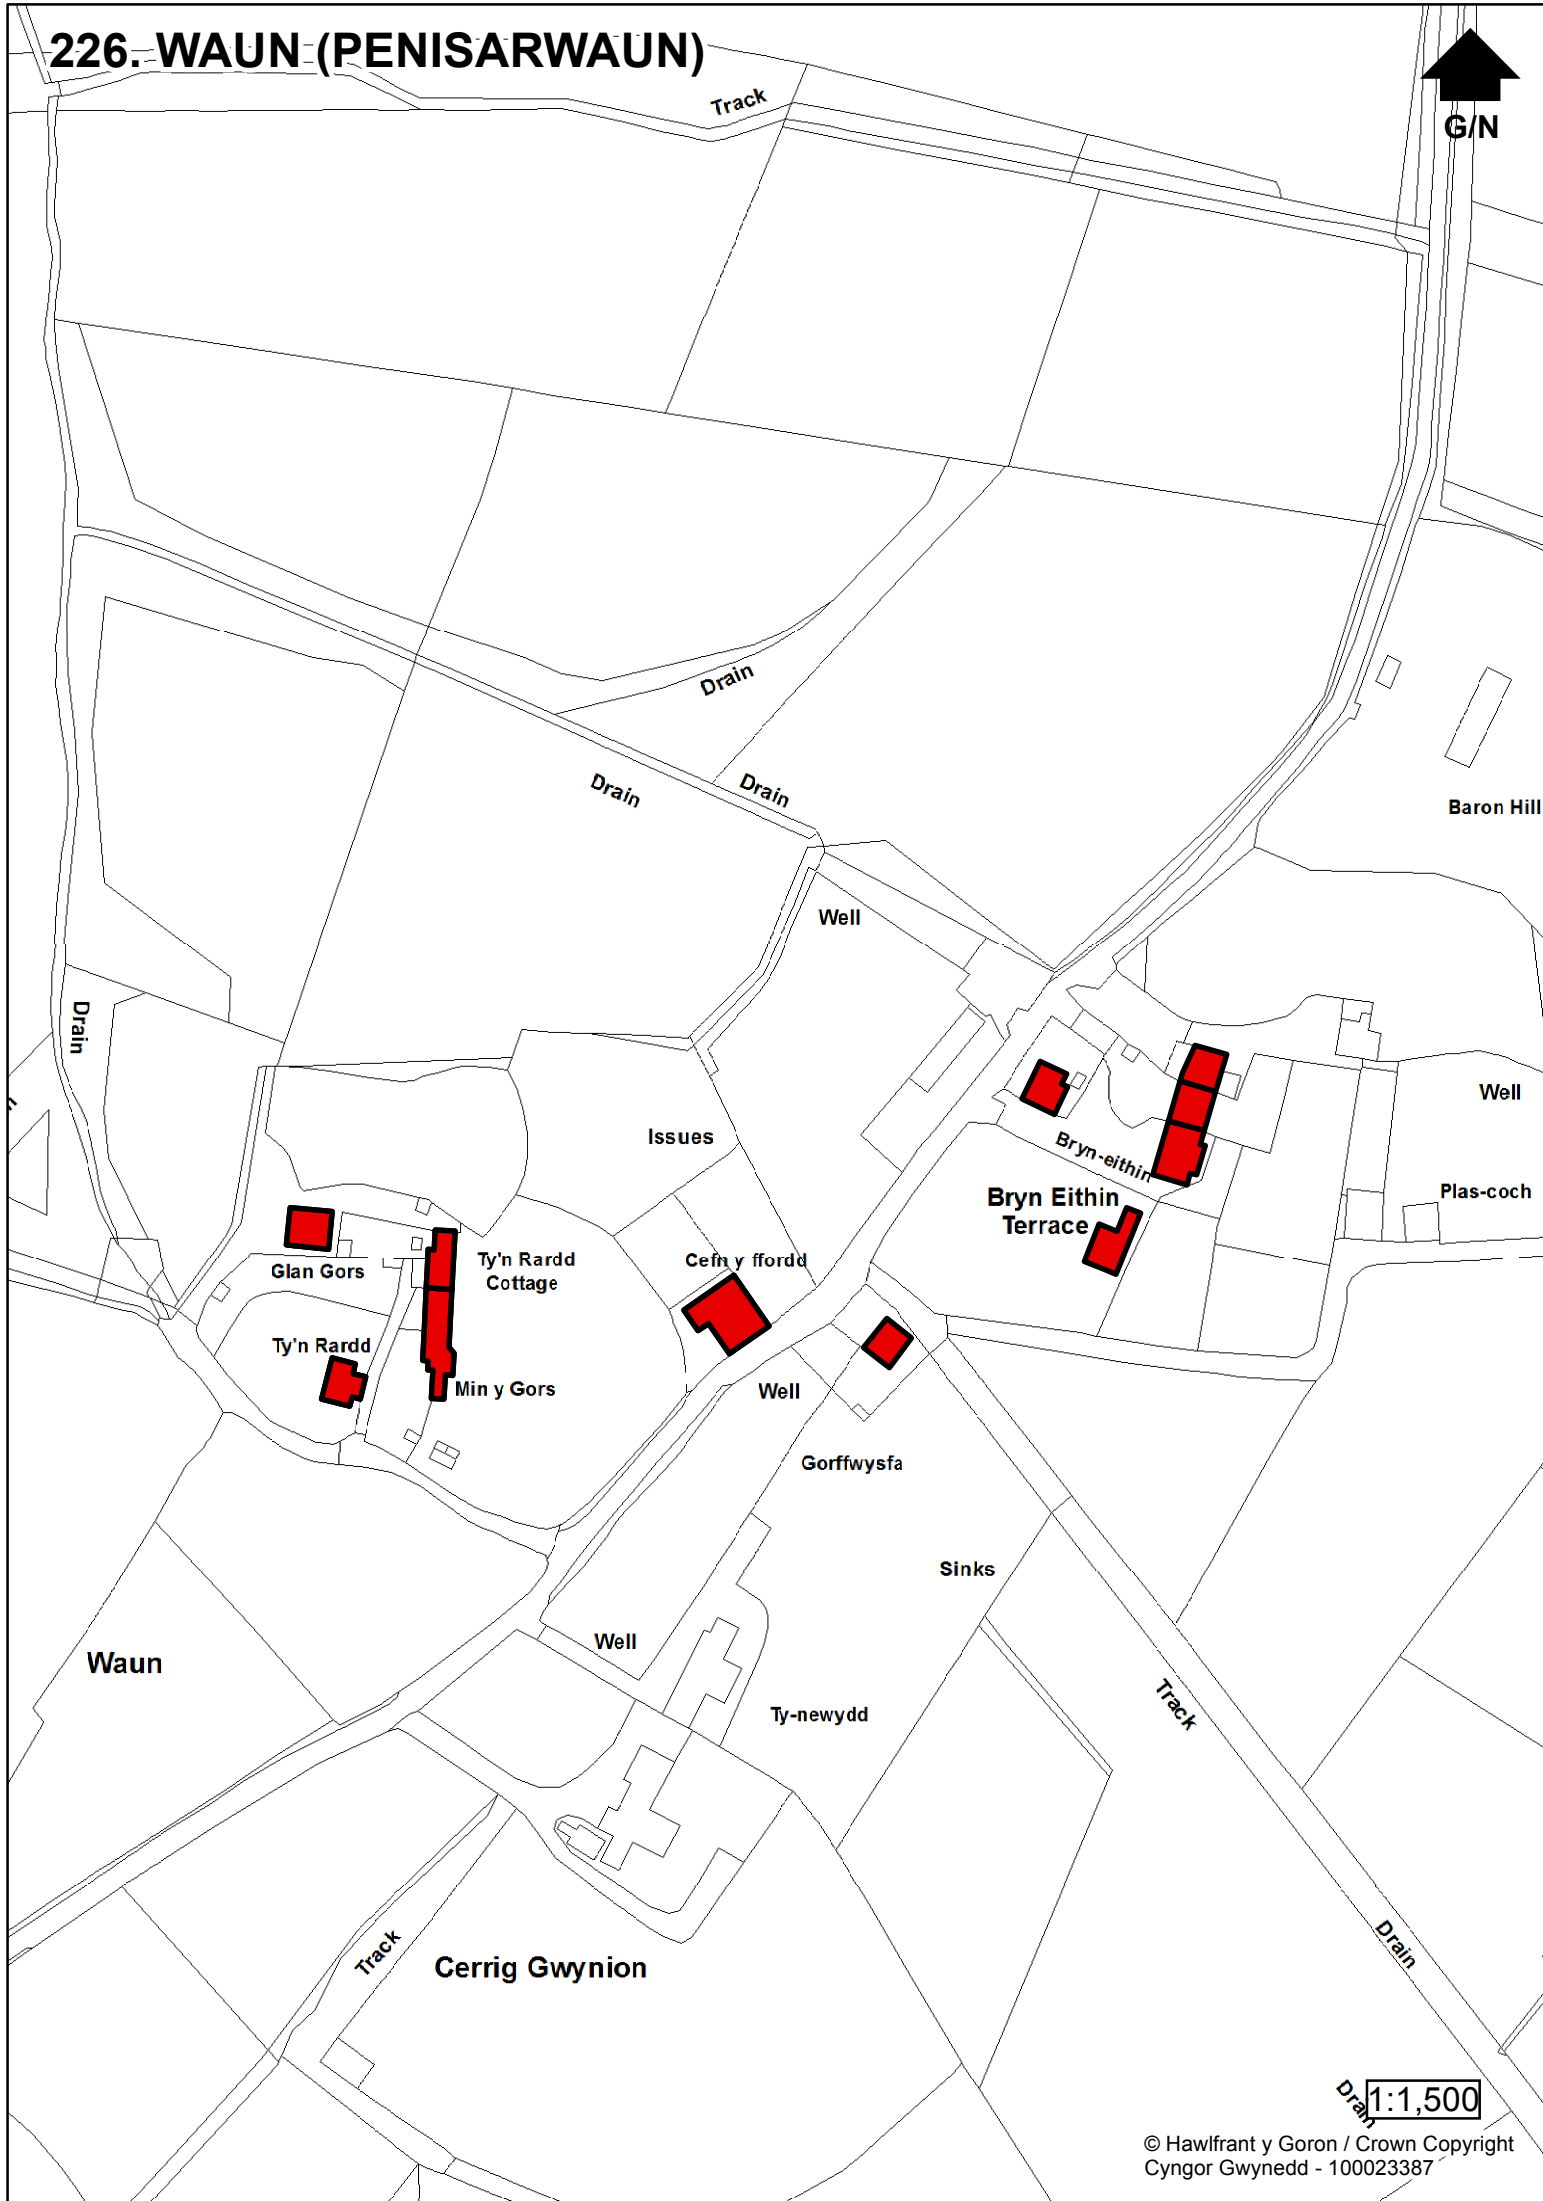 226. WAUN (PENISARWAUN)
G/N
Track
Drain
Drain
Drain
Baron Hill
Well
Drain
Well
Issues
Bryn-eithin
Plas-coch
Bryn Eithin
Terrace
Glan Gors
Ty'n Rardd
Cottage
Cefn y ffordd
Ty'n Rardd
Min y Gors
Well
Gorffwysfa
Sinks
Well
Waun
Ty-newydd
Track
Track
Cerrig Gwynion
Drain
Drain
1:1,500
© Hawlfraint y Goron / Crown Copyright
Cyngor Gwynedd - 100023387